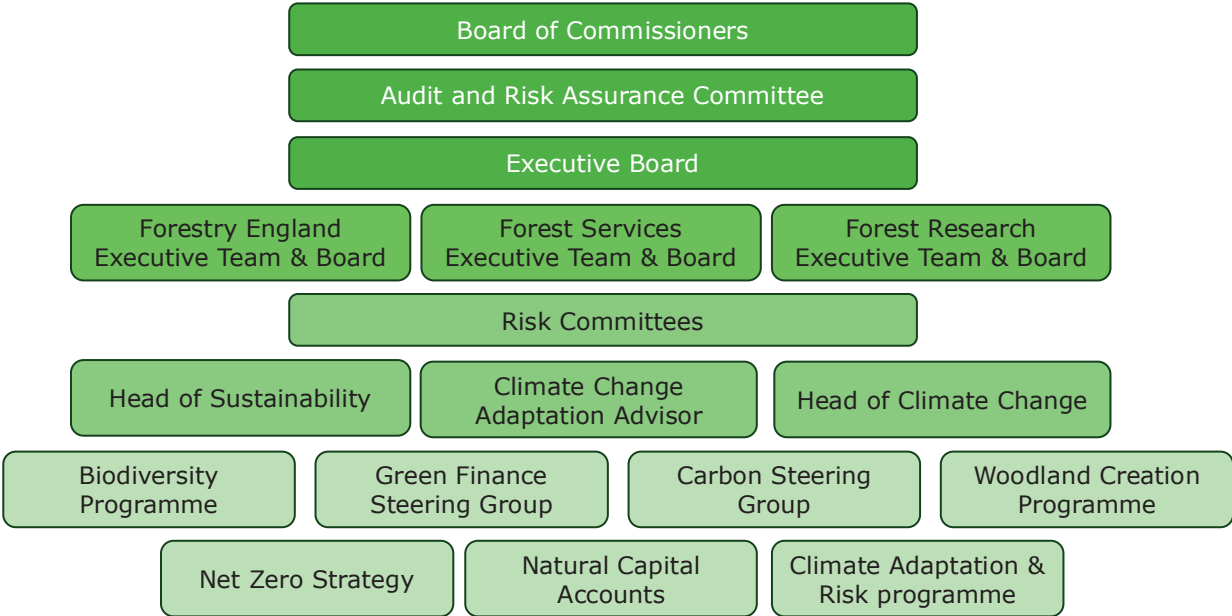 Board of Commissioners
Audit and Risk Assurance Committee
Executive Board
Forestry England
Executive Team & Board
Forest Services
Executive Team & Board
Forest Research
Executive Team & Board
Risk Committees
Head of Sustainability
Climate Change
Adaptation Advisor
Head of Climate Change
Biodiversity
Programme
Green Finance
Steering Group
Carbon Steering
Group
Woodland Creation
Programme
Net Zero Strategy
Natural Capital
Accounts
Climate Adaptation &
Risk programme